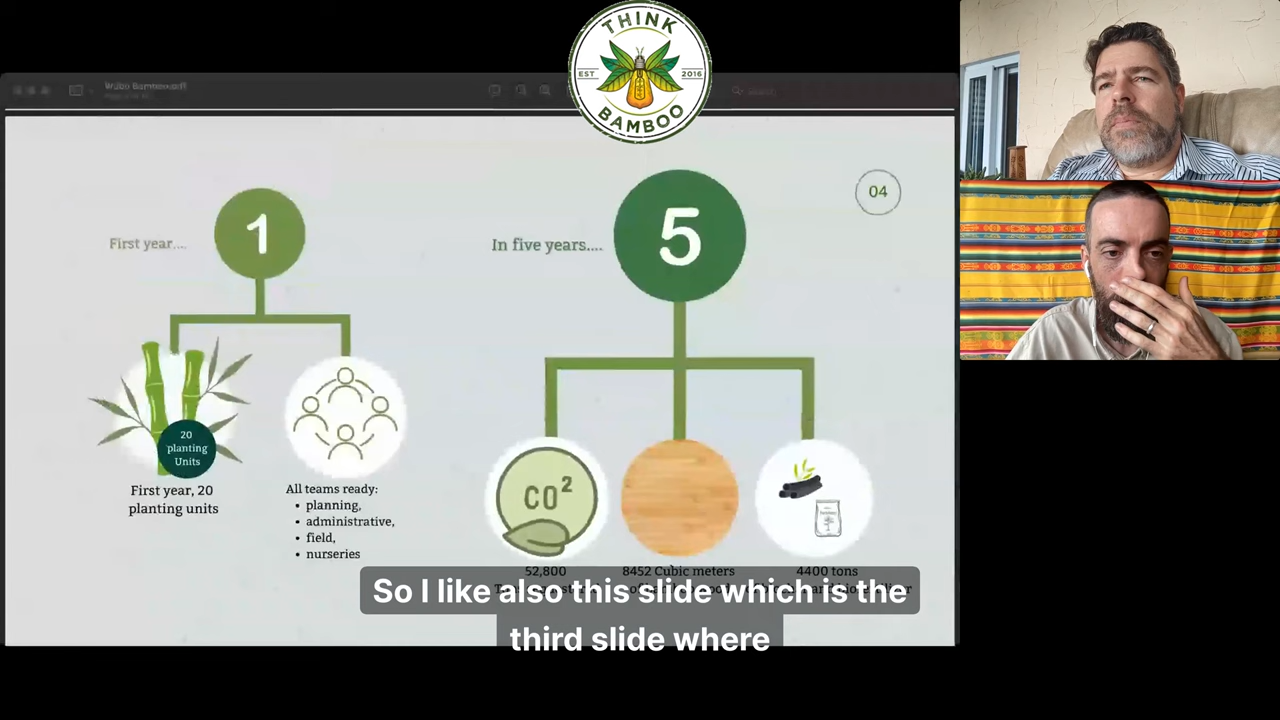 THINK
EST 2016
BAMBOO
Search
04
First year...
1
In five years....
5
20
planting
Units
First year, 20
planting units
All teams ready:
• planning,
• administrative,
• field,
• nurseries
CO²
52,800
8452 Cubic meters
4400 tons
So I like also this slide which is the
third slide where